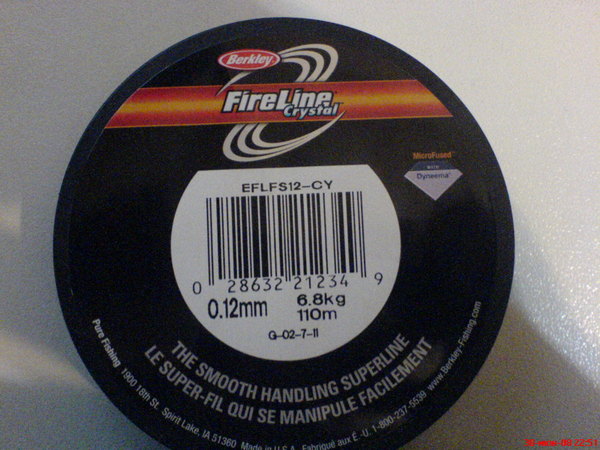 Berkley
FireLine
Crystal
MicroFused
WITH
Dyneema
EFLFS12-CY
0 28632 21234 9
0.12mm
6.8kg
110m
G-02-7-11
THE SMOOTH HANDLING SUPERLINE
LE SUPER-FIL QUI SE MANIPULE FACILEMENT
Pure Fishing 1900 18th St. Spirit Lake, IA 51360 Made in U.S.A. Fabriqué aux É.-U. 1-800-237-5539 www.Berkley-Fishing.com